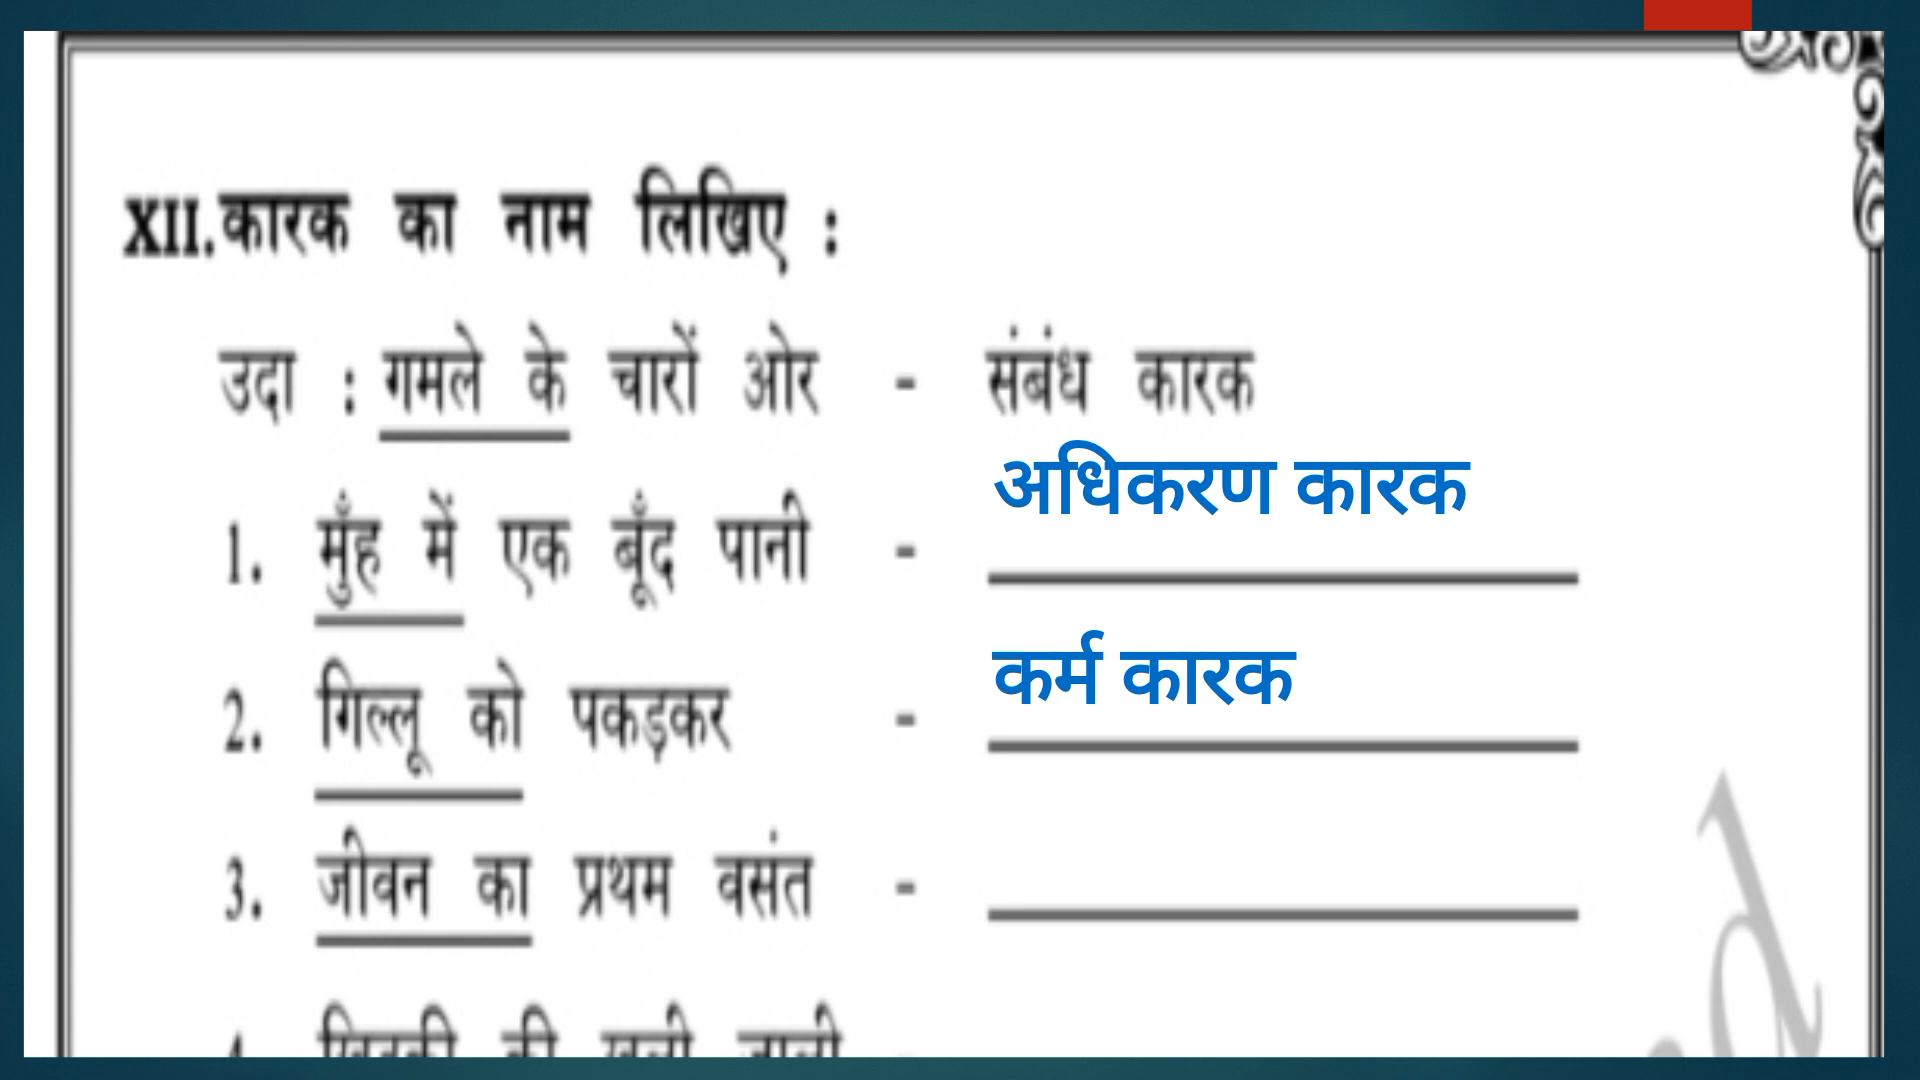 XII.कारक का नाम लिखिए :
उदा : गमले के चारों ओर - संबंध कारक
1. मुँह में एक बूँद पानी - अधिकरण कारक
2. गिल्लू को पकड़कर - कर्म कारक
3. जीवन का प्रथम वसंत -